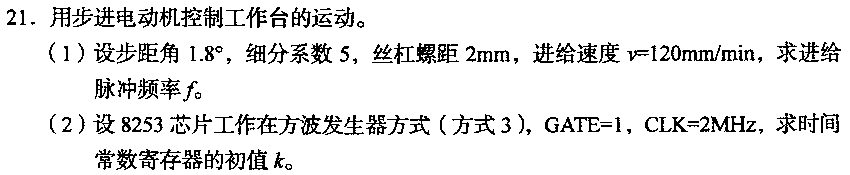 21. 用步进电动机控制工作台的运动。
(1)设步距角 1.8°，细分系数 5，丝杠螺距 2mm，进给速度 v=120mm/min，求进给
脉冲频率 f。
(2)设 8253 芯片工作在方波发生器方式（方式 3），GATE=1，CLK=2MHz，求时间
常数寄存器的初值 k。